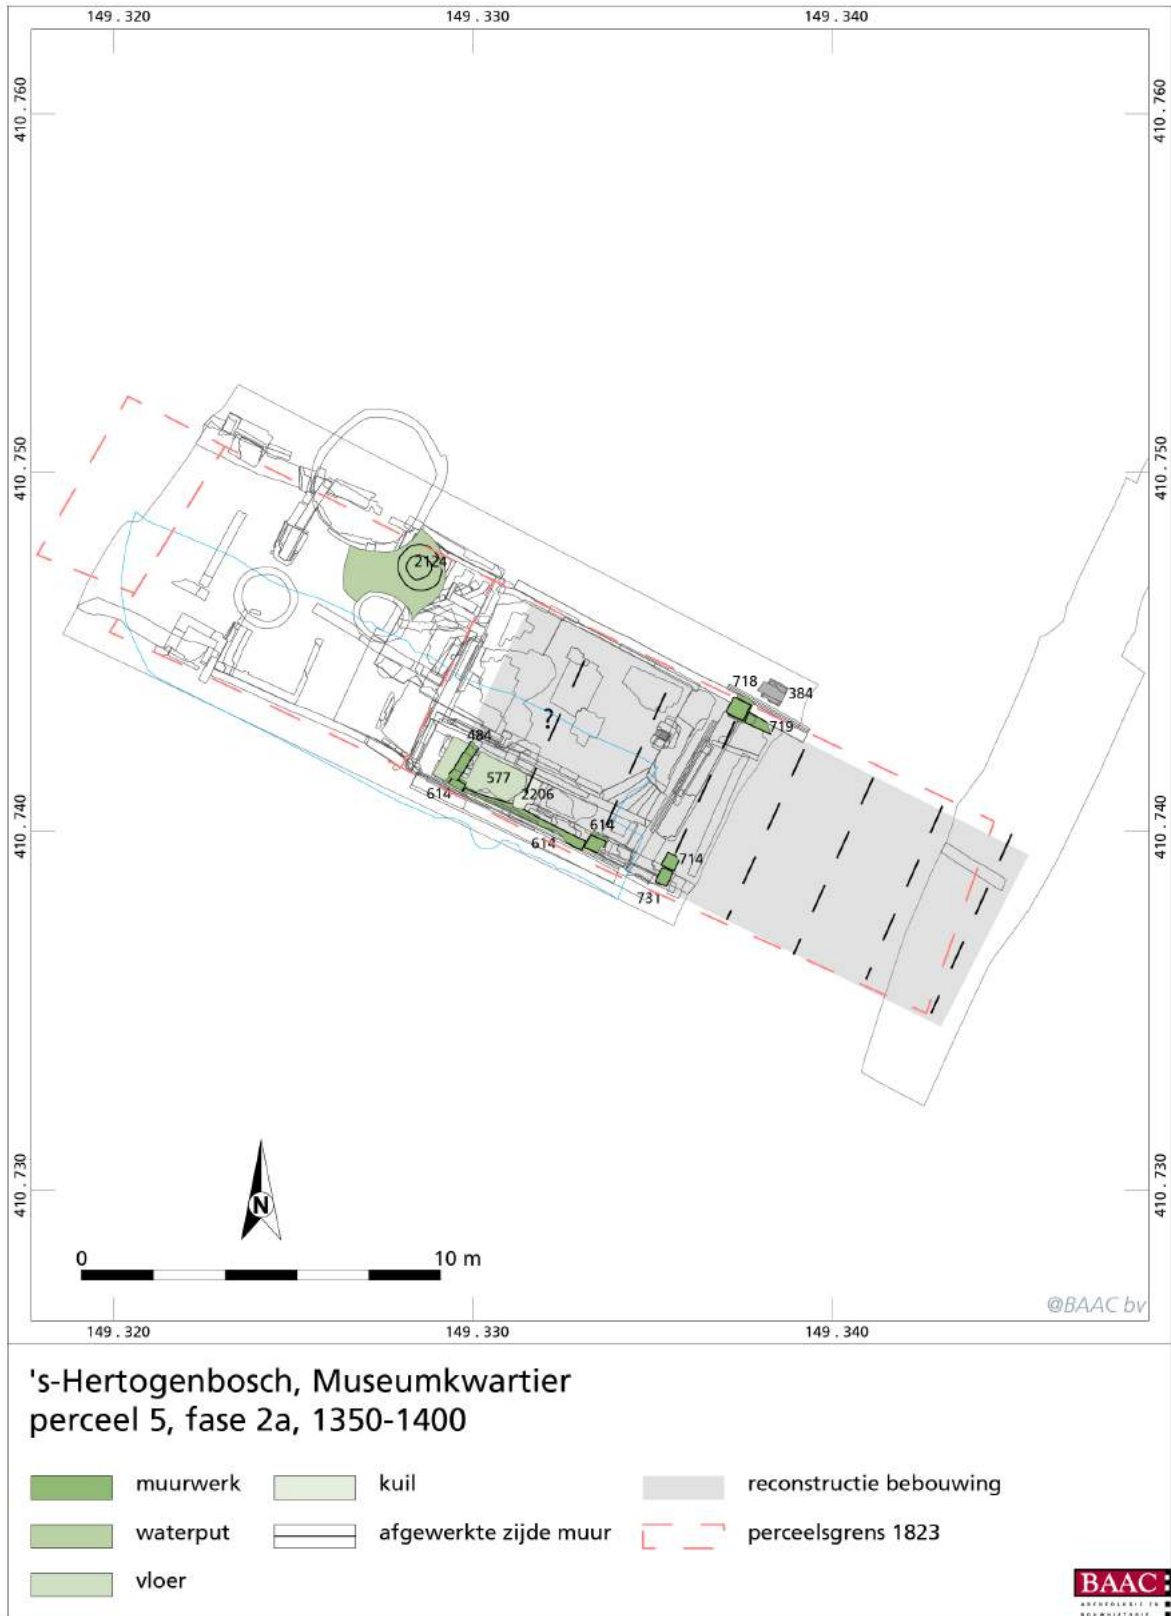 149.320 149.330 149.340
410.760 410.760
410.750 410.750
2124
718
384
719
?
484
577
614 2206
614
614
714
731
410.740 410.740
410.730 410.730
N
0 10 m
@BAAC bv
149.320 149.330 149.340
's-Hertogenbosch, Museumkwartier
perceel 5, fase 2a, 1350-1400
muurwerk kuil reconstructie bebouwing
waterput afgewerkte zijde muur perceelsgrens 1823
vloer
BAAC